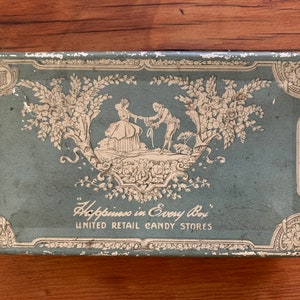 "Happiness in Every Box"
UNITED RETAIL CANDY STORES